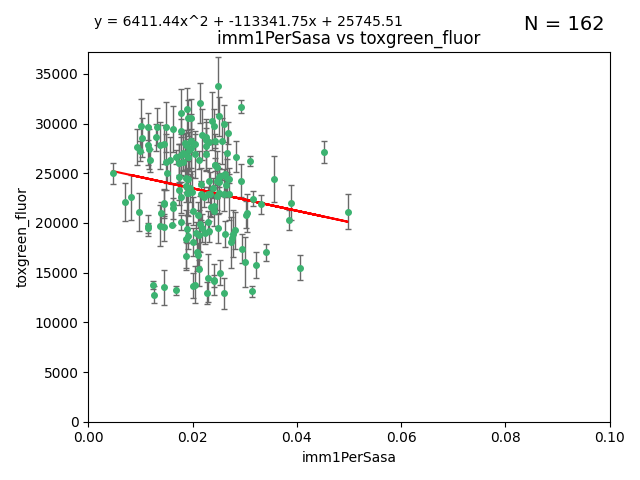 y = 6411.44x^2 + -113341.75x + 25745.51
N = 162
imm1PerSasa vs toxgreen_fluor
toxgreen_fluor
35000
30000
25000
20000
15000
10000
5000
0
0.00 0.02 0.04 0.06 0.08 0.10
imm1PerSasa